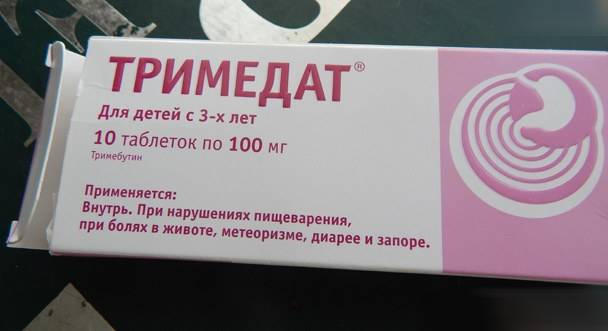 ТРИМЕДАТ®
Для детей с 3-х лет
10 таблеток по 100 мг
Тримебутин
Применяется:
Внутрь. При нарушениях пищеварения,
при болях в животе, метеоризме, диарее и запоре.